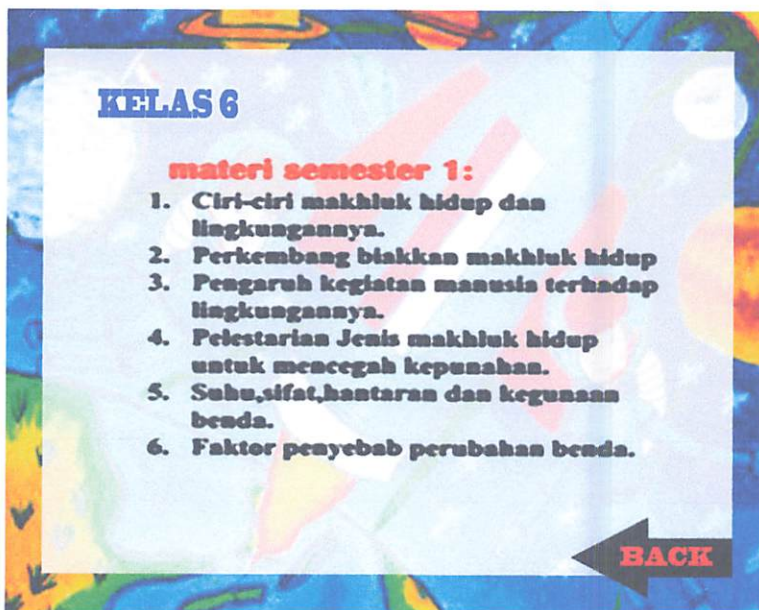 KELAS 6
materi semester 1:
1. Ciri-ciri makhluk hidup dan
lingkungannya.
2. Perkembang biakkan makhluk hidup
3. Pengaruh kegiatan manusia terhadap
lingkungannya.
4. Pelestarian Jenis makhluk hidup
untuk mencegah kepunahan.
5. Suhu,sifat,hantaran dan kegunaan
benda.
6. Faktor penyebab perubahan benda.
BACK